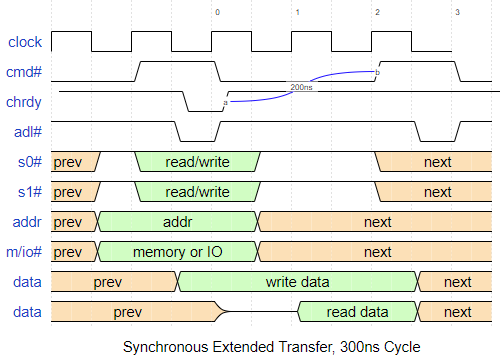 0 1 2 3
clock
cmd# b
200ns
chrdy a
adl#
s0# prev read/write next
s1# prev read/write next
addr prev addr next
m/io# prev memory or IO next
data prev write data next
data prev read data next
Synchronous Extended Transfer, 300ns Cycle